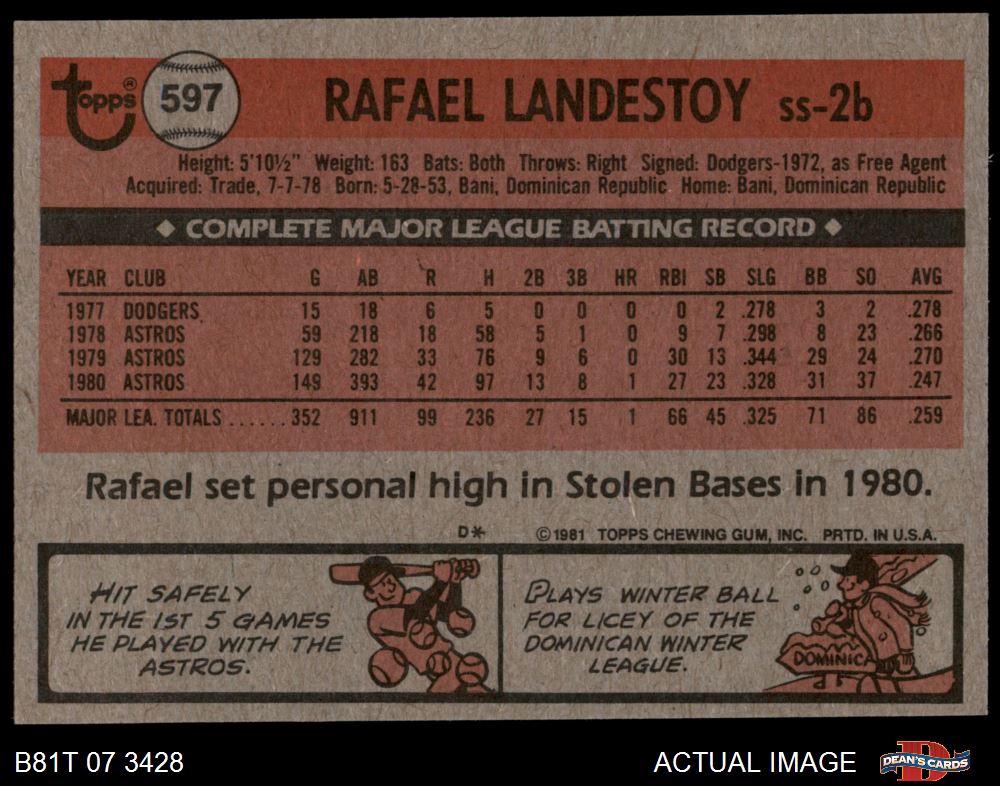 Topps® 597 RAFAEL LANDESTOY ss-2b
Height: 5'10½" Weight: 163 Bats: Both Throws: Right Signed: Dodgers-1972, as Free Agent
Acquired: Trade, 7-7-78 Born: 5-28-53, Bani, Dominican Republic Home: Bani, Dominican Republic
◆ COMPLETE MAJOR LEAGUE BATTING RECORD ◆
YEAR CLUB G AB R H 2B 3B HR RBI SB SLG BB SO AVG
1977 DODGERS 15 18 6 5 0 0 0 0 2 .278 3 2 .278
1978 ASTROS 59 218 18 58 5 1 0 9 7 .298 8 23 .266
1979 ASTROS 129 282 33 76 9 6 0 30 13 .344 29 24 .270
1980 ASTROS 149 393 42 97 13 8 1 27 23 .328 31 37 .247
MAJOR LEA. TOTALS ......352 911 99 236 27 15 1 66 45 .325 71 86 .259
Rafael set personal high in Stolen Bases in 1980.
D* ©1981 TOPPS CHEWING GUM, INC. PRTD. IN U.S.A.
HIT SAFELY
IN THE 1ST 5 GAMES
HE PLAYED WITH THE
ASTROS.
PLAYS WINTER BALL
FOR LICEY OF THE
DOMINICAN WINTER
LEAGUE.
DOMINICA
B81T 07 3428 ACTUAL IMAGE DEAN'S CARDS